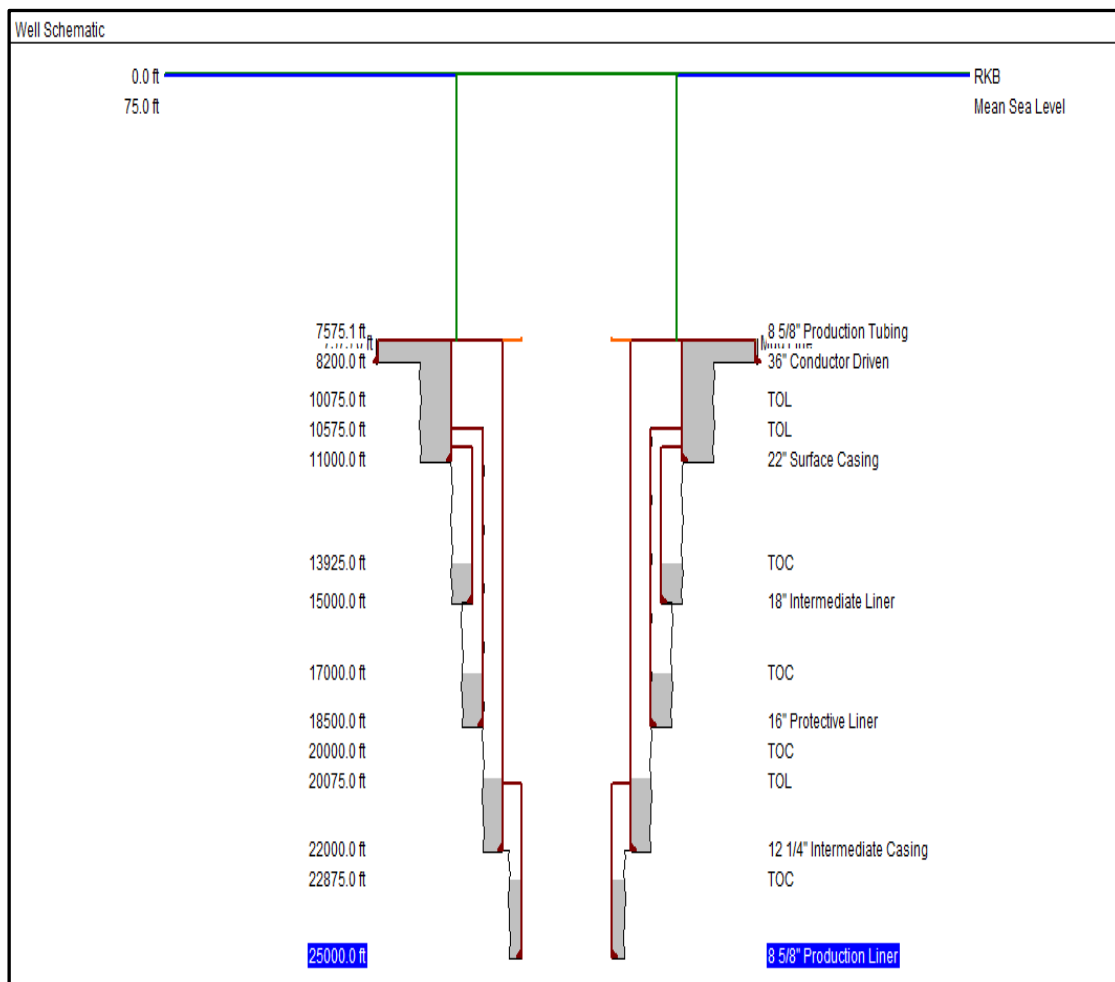 Well Schematic
0.0 ft RKB
75.0 ft Mean Sea Level
7575.1 ft 8 5/8" Production Tubing
8200.0 ft 36" Conductor Driven
10075.0 ft TOL
10575.0 ft TOL
11000.0 ft 22" Surface Casing
13925.0 ft TOC
15000.0 ft 18" Intermediate Liner
17000.0 ft TOC
18500.0 ft 16" Protective Liner
20000.0 ft TOC
20075.0 ft TOL
22000.0 ft 12 1/4" Intermediate Casing
22875.0 ft TOC
25000.0 ft 8 5/8" Production Liner